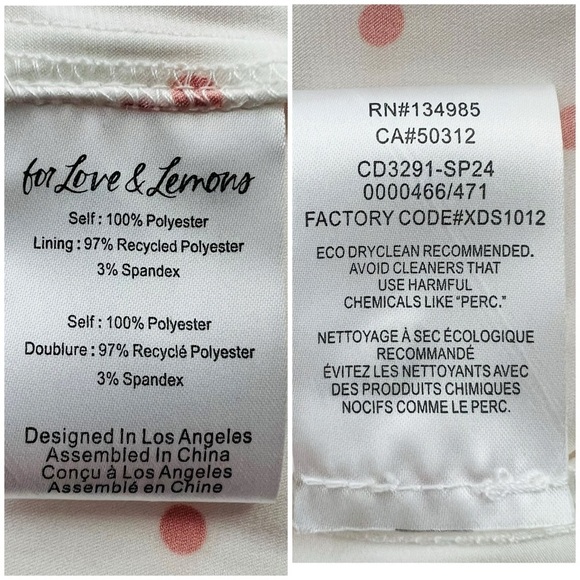 for Love & Lemons
Self : 100% Polyester
Lining : 97% Recycled Polyester
3% Spandex
Self : 100% Polyester
Doublure : 97% Recyclé Polyester
3% Spandex
Designed In Los Angeles
Assembled In China
Conçu à Los Angeles
Assemblé en Chine
RN#134985
CA#50312
CD3291-SP24
0000466/471
FACTORY CODE#XDS1012
ECO DRYCLEAN RECOMMENDED.
AVOID CLEANERS THAT
USE HARMFUL
CHEMICALS LIKE “PERC.”
NETTOYAGE À SEC ÉCOLOGIQUE
RECOMMANDÉ
ÉVITEZ LES NETTOYANTS AVEC
DES PRODDUITS CHIMIQUES
NOCIFS COMME LE PERC.